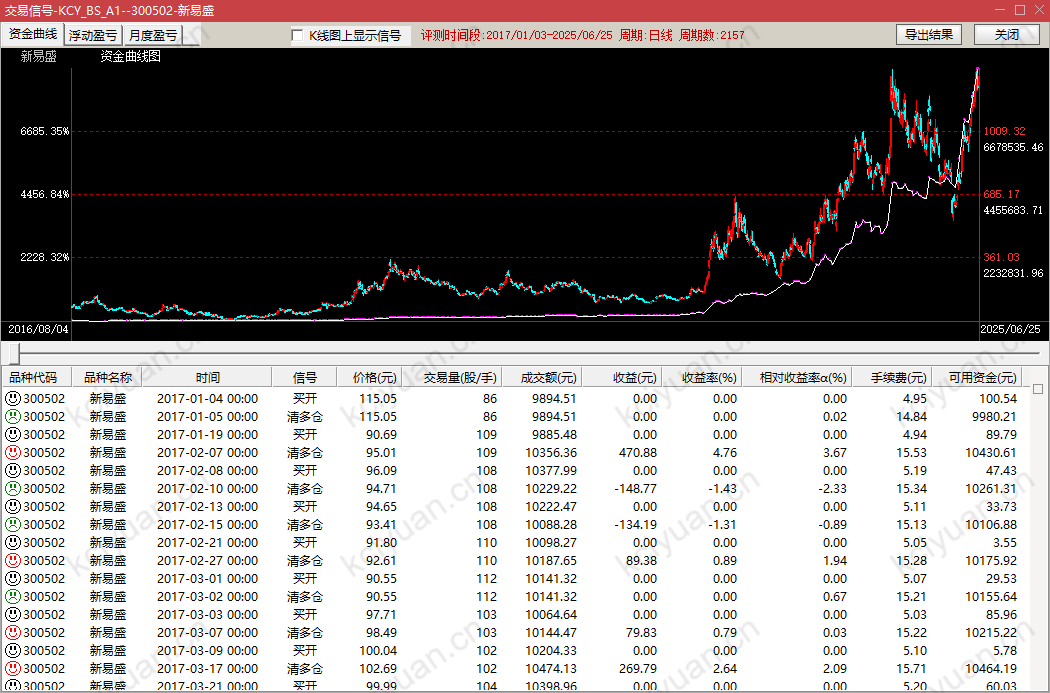 交易信号-KCY_BS_A1--300502-新易盛
资金曲线 浮动盈亏 月度盈亏 K线图上显示信号 评测时间段:2017/01/03-2025/06/25 周期:日线 周期数:2157 导出结果 关闭
新易盛 资金曲线图
6685.35% 1009.32
6678535.46
4456.84% 685.17
4455683.71
2228.32% 361.03
2232831.96
2016/08/04 2025/06/25
品种代码 品种名称 时间 信号 价格(元) 交易量(股/手) 成交额(元) 收益(元) 收益率(%) 相对收益率α(%) 手续费(元) 可用资金(元)
300502 新易盛 2017-01-04 00:00 买开 115.05 86 9894.51 0.00 0.00 0.00 4.95 100.54
300502 新易盛 2017-01-05 00:00 清多仓 115.05 86 9894.51 0.00 0.00 0.02 14.84 9980.21
300502 新易盛 2017-01-19 00:00 买开 90.69 109 9885.48 0.00 0.00 0.00 4.94 89.79
300502 新易盛 2017-02-07 00:00 清多仓 95.01 109 10356.36 470.88 4.76 3.67 15.53 10430.61
300502 新易盛 2017-02-08 00:00 买开 96.09 108 10377.99 0.00 0.00 0.00 5.19 47.43
300502 新易盛 2017-02-10 00:00 清多仓 94.71 108 10229.22 -148.77 -1.43 -2.33 15.34 10261.31
300502 新易盛 2017-02-13 00:00 买开 94.65 108 10222.47 0.00 0.00 0.00 5.11 33.73
300502 新易盛 2017-02-15 00:00 清多仓 93.41 108 10088.28 -134.19 -1.31 -0.89 15.13 10106.88
300502 新易盛 2017-02-21 00:00 买开 91.80 110 10098.27 0.00 0.00 0.00 5.05 3.55
300502 新易盛 2017-02-27 00:00 清多仓 92.61 110 10187.65 89.38 0.89 1.94 15.28 10175.92
300502 新易盛 2017-03-01 00:00 买开 90.55 112 10141.32 0.00 0.00 0.00 5.07 29.53
300502 新易盛 2017-03-02 00:00 清多仓 90.55 112 10141.32 0.00 0.00 0.67 15.21 10155.64
300502 新易盛 2017-03-03 00:00 买开 97.71 103 10064.64 0.00 0.00 0.00 5.03 85.96
300502 新易盛 2017-03-07 00:00 清多仓 98.49 103 10144.47 79.83 0.79 0.03 15.22 10215.22
300502 新易盛 2017-03-09 00:00 买开 100.04 102 10204.33 0.00 0.00 0.00 5.10 5.78
300502 新易盛 2017-03-17 00:00 清多仓 102.69 102 10474.13 269.79 2.64 2.09 15.71 10464.19
300502 新易盛 2017-03-21 00:00 买开 99.99 104 10398.96 0.00 0.00 0.00 5.20 60.03